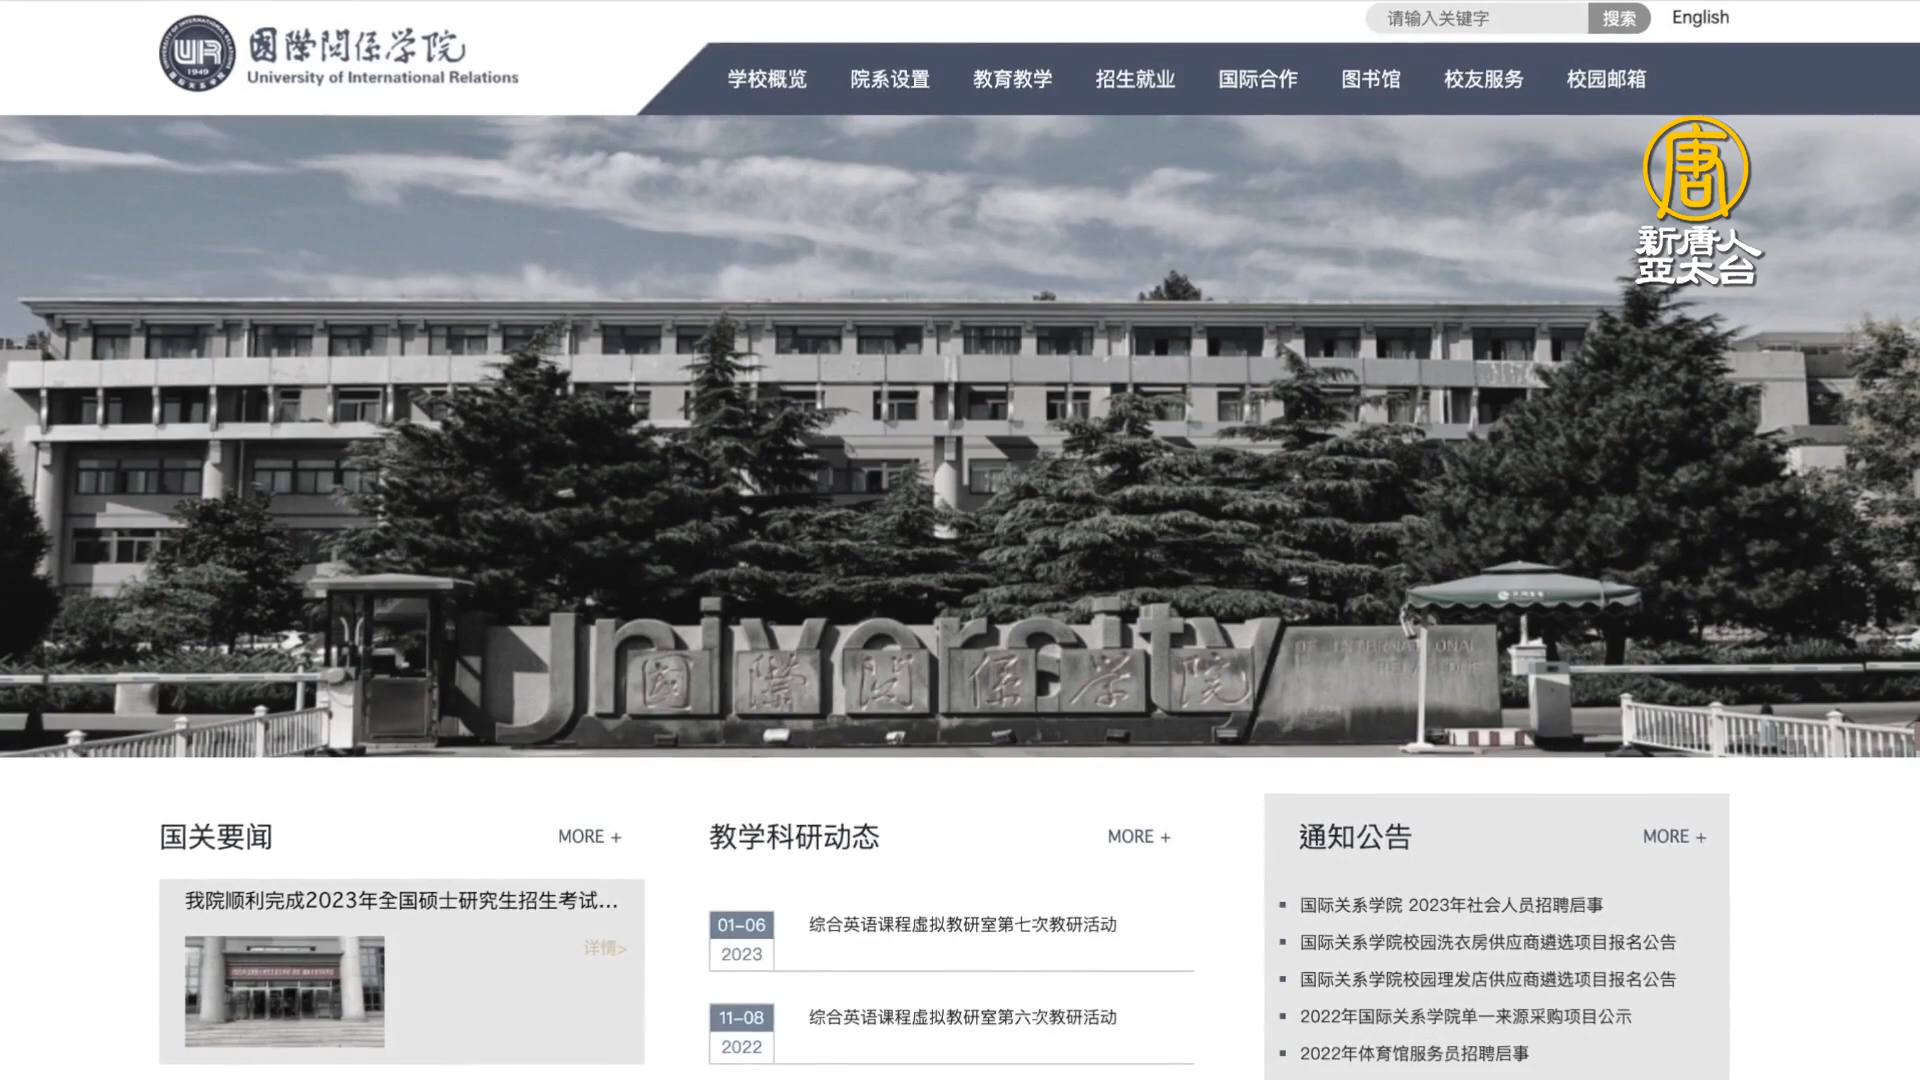 请输入关键字
搜索
English
國際関係学院
University of International Relations
UIR
1949
学校概览
院系设置
教育教学
招生就业
国际合作
图书馆
校友服务
校园邮箱
唐
新唐人
亞太台
University
OF INTERNATIONAL
RELATIONS
國際関係学院
国关要闻
MORE +
我院顺利完成2023年全国硕士研究生招生考试...
详情>
教学科研动态
MORE +
01-06
2023
综合英语课程虚拟教研室第七次教研活动
11-08
2022
综合英语课程虚拟教研室第六次教研活动
通知公告
MORE +
国际关系学院 2023年社会人员招聘启事
国际关系学院校园洗衣房供应商遴选项目报名公告
国际关系学院校园理发店供应商遴选项目报名公告
2022年国际关系学院单一来源采购项目公示
2022年体育馆服务员招聘启事